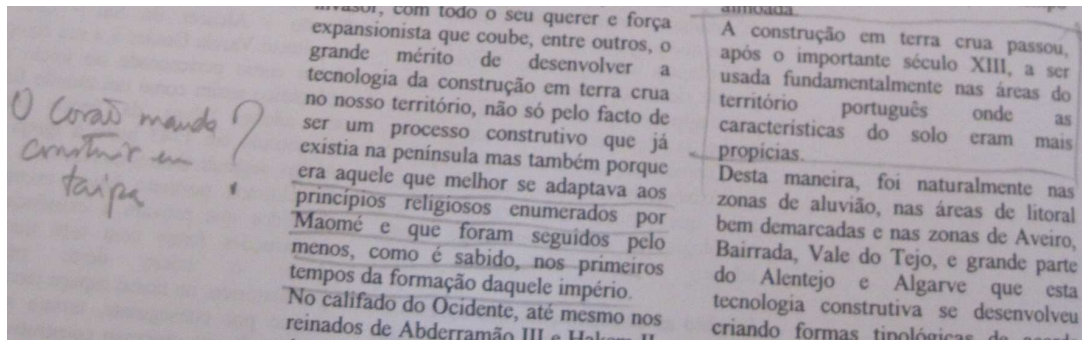 O Corão manda
construir em
taipa ?
invasor, com todo o seu querer e força
expansionista que coube, entre outros, o
grande mérito de desenvolver a
tecnologia da construção em terra crua
no nosso território, não só pelo facto de
ser um processo construtivo que já
existia na península mas também porque
era aquele que melhor se adaptava aos
princípios religiosos enumerados por
Maomé e que foram seguidos pelo
menos, como é sabido, nos primeiros
tempos da formação daquele império.
No califado do Ocidente, até mesmo nos
reinados de Abderramão III e Hakem II
almoada.
A construção em terra crua passou,
após o importante século XIII, a ser
usada fundamentalmente nas áreas do
território português onde as
características do solo eram mais
propícias.
Desta maneira, foi naturalmente nas
zonas de aluvião, nas áreas de litoral
bem demarcadas e nas zonas de Aveiro,
Bairrada, Vale do Tejo, e grande parte
do Alentejo e Algarve que esta
tecnologia construtiva se desenvolveu
criando formas tipológicas de